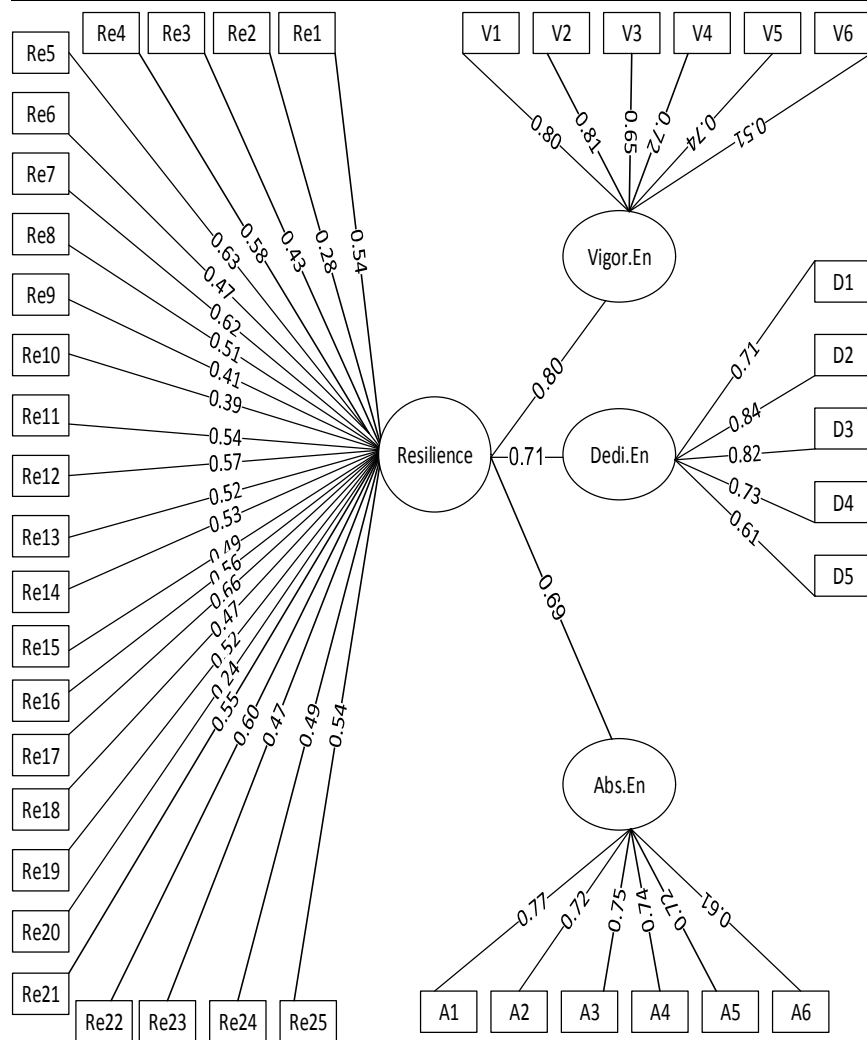 Re4
Re3
Re2
Re1
V1
V2
V3
V4
V5
V6
Re5
Re6
Re7
Re8
Re9
Re10
Re11
Re12
Re13
Re14
Re15
Re16
Re17
Re18
Re19
Re20
Re21
Re22
Re23
Re24
Re25
0.63
0.58
0.43
0.28
0.54
0.47
0.62
0.51
0.41
0.39
0.54
0.57
0.52
0.53
0.49
0.56
0.66
0.47
0.52
0.24
0.55
0.60
0.47
0.49
0.54
Resilience
0.80
0.71
0.69
0.80
0.81
0.65
0.72
0.74
0.51
Vigor.En
Dedi.En
0.71
0.84
0.82
0.73
0.61
D1
D2
D3
D4
D5
Abs.En
0.77
0.72
0.75
0.74
0.72
0.61
A1
A2
A3
A4
A5
A6